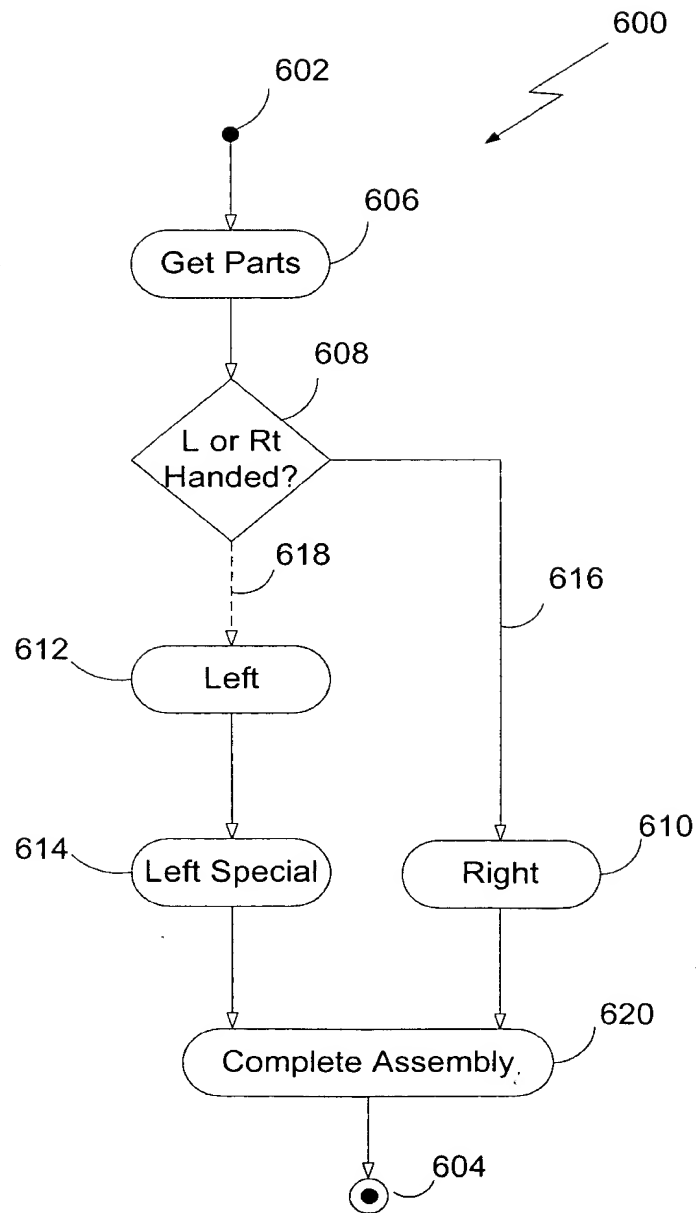 600
602
606
Get Parts
608
L or Rt
Handed?
618
616
612
Left
614
Left Special
610
Right
620
Complete Assembly
604